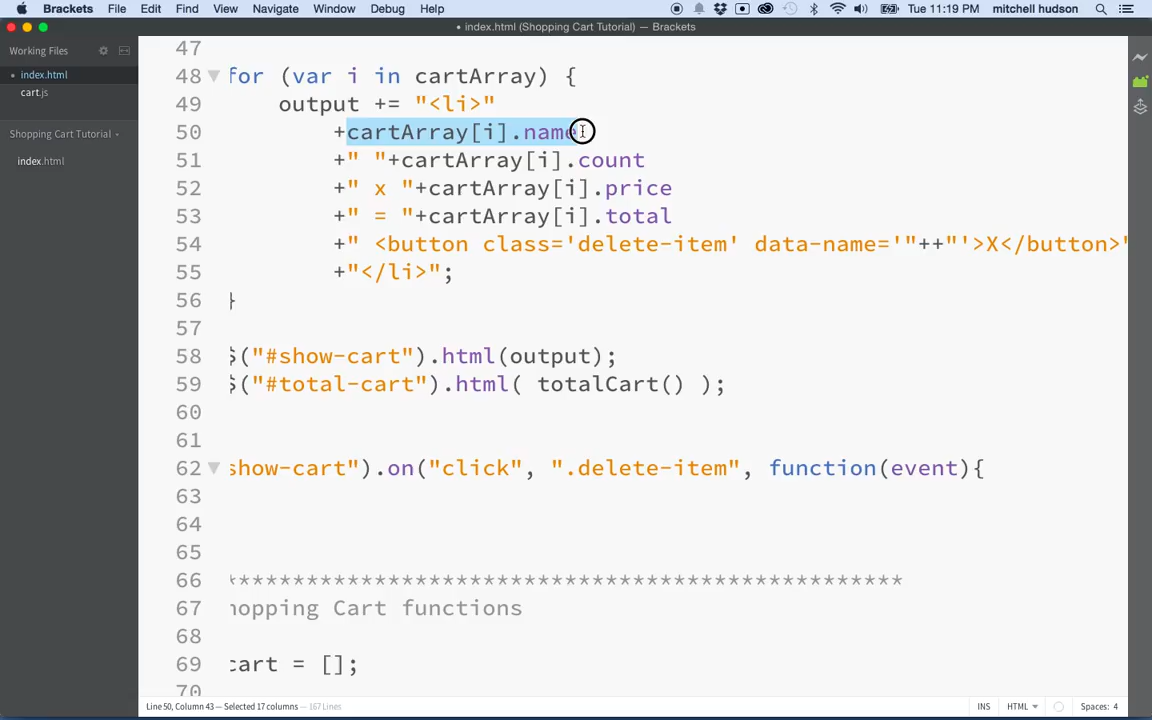 Brackets File Edit Find View Navigate Window Debug Help Tue 11:19 PM mitchell hudson
• index.html (Shopping Cart Tutorial) — Brackets
Working Files
• index.html
cart.js
Shopping Cart Tutorial
index.html
47
48 for (var i in cartArray) {
49 output += "<li>"
50 +cartArray[i].name
51 +" "+cartArray[i].count
52 +" x "+cartArray[i].price
53 +" = "+cartArray[i].total
54 +" <button class='delete-item' data-name='"++"'>X</button>"
55 +"</li>";
56 }
57
58 $("#show-cart").html(output);
59 $("#total-cart").html( totalCart() );
60
61
62 show-cart").on("click", ".delete-item", function(event){
63
64
65
66 ****************************************************
67 hopping Cart functions
68
69 cart = [];
70
Line 50, Column 43 — Selected 17 columns — 167 Lines INS HTML Spaces: 4